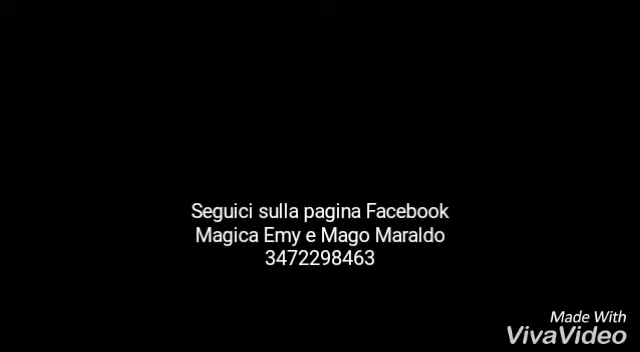 Seguici sulla pagina Facebook
Magica Emy e Mago Maraldo
3472298463
Made With
VivaVideo